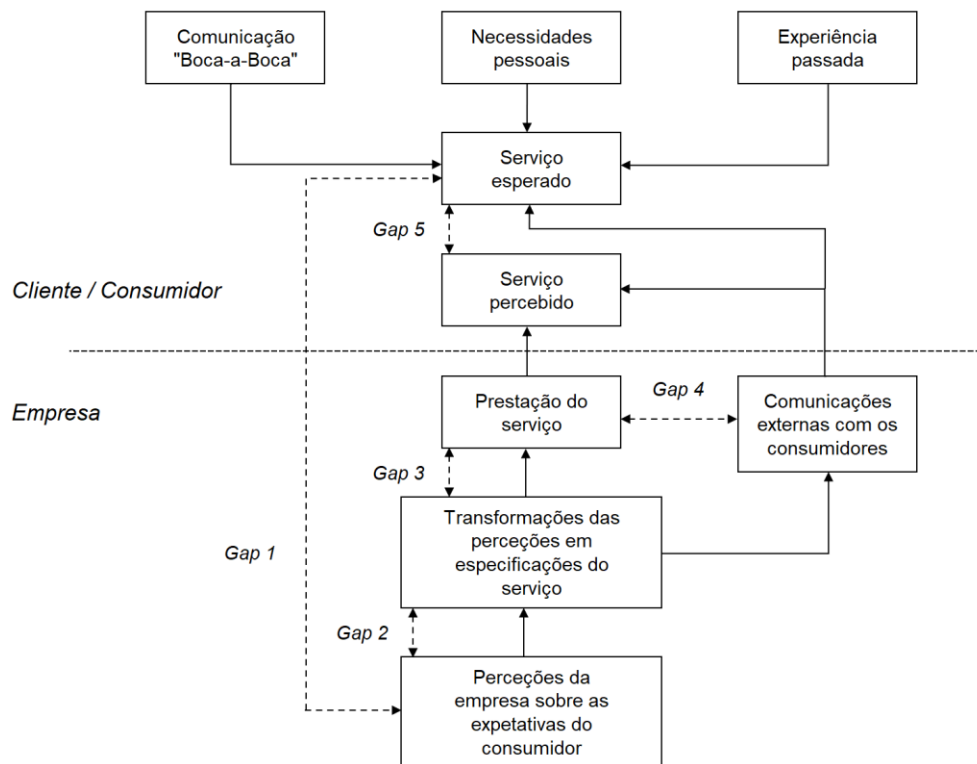 Comunicação
"Boca-a-Boca"
Necessidades
pessoais
Experiência
passada
Serviço
esperado
Gap 5
Cliente / Consumidor
Serviço
percebido
Empresa
Prestação do
serviço
Gap 4
Comunicações
externas com os
consumidores
Gap 3
Transformações das
perceções em
especificações do
serviço
Gap 1
Gap 2
Perceções da
empresa sobre as
expetativas do
consumidor